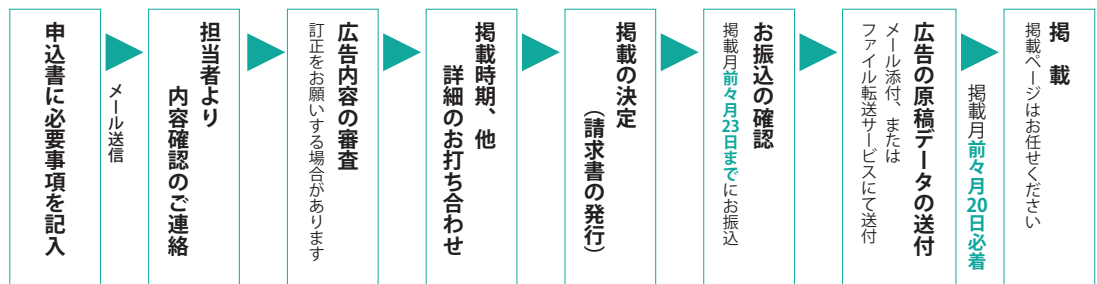 申込書に必要事項を記入
メール送信
担当者より
内容確認のご連絡
広告内容の審査
訂正をお願いする場合があります
掲載時期、他
詳細のお打ち合わせ
掲載の決定
（請求書の発行）
お振込の確認
掲載月前々月23日までにお振込
広告の原稿データの送付
メール添付、または
ファイル転送サービスにて送付
掲載月前々月20日必着
掲　載
掲載ページはお任せください